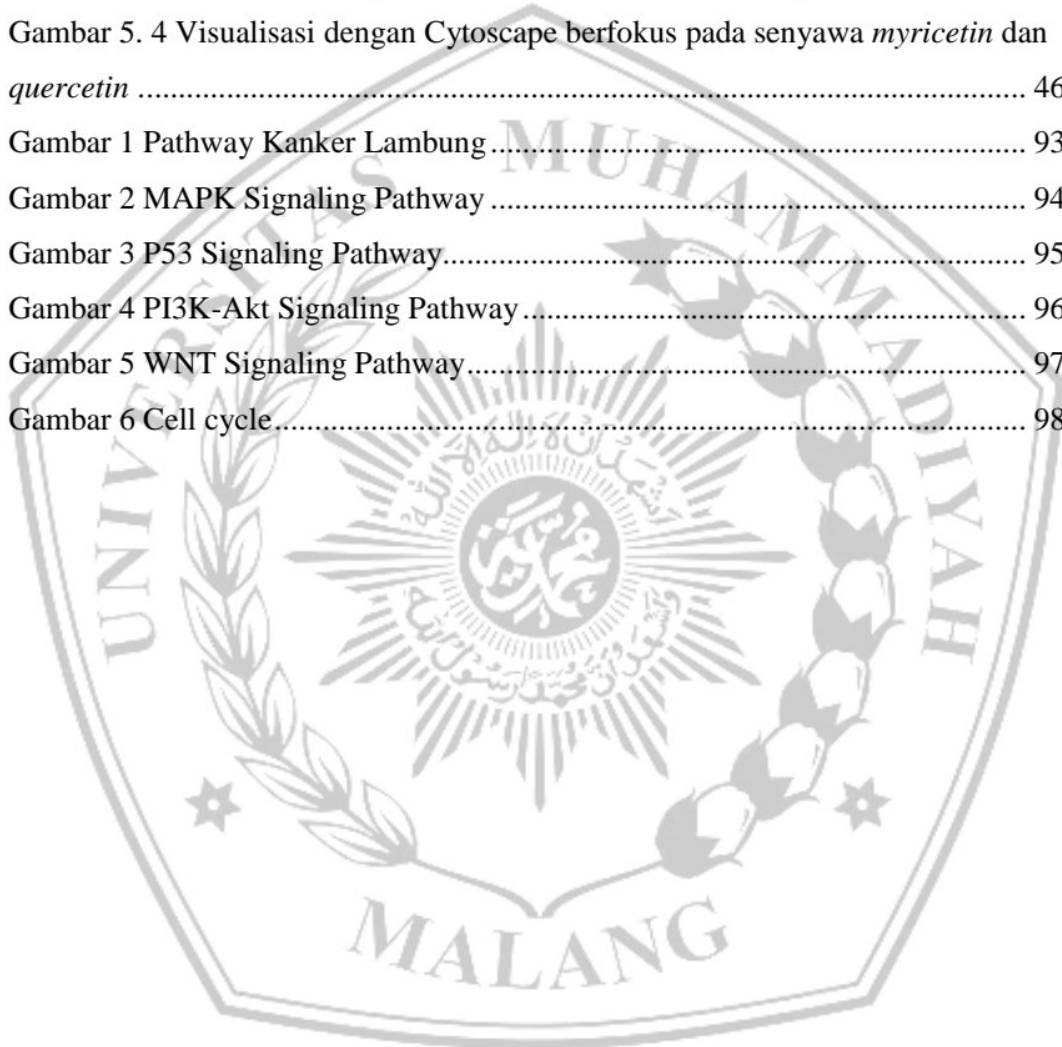 Gambar 5. 4 Visualisasi dengan Cytoscape berfokus pada senyawa myricetin dan
quercetin ........................................................................................................ 46
Gambar 1 Pathway Kanker Lambung ................................................................ 93
Gambar 2 MAPK Signaling Pathway ................................................................ 94
Gambar 3 P53 Signaling Pathway...................................................................... 95
Gambar 4 PI3K-Akt Signaling Pathway ............................................................. 96
Gambar 5 WNT Signaling Pathway................................................................... 97
Gambar 6 Cell cycle.......................................................................................... 98
UNIVERSITAS MUHAMMADIYAH
MALANG